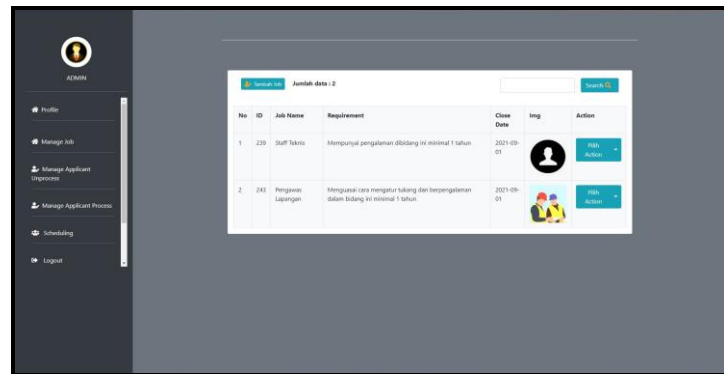 ADMIN
Profile
Manage Job
Manage Applicant
Unprocess
Manage Applicant Process
Scheduling
Logout
Tambah Job
Jumlah data : 2
Search
No ID Job Name Requirement Close Date Img Action
1 239 Staff Teknis Mempunyai pengalaman dibidang ini minimal 1 tahun 2021-09-01 Pilih Action
2 243 Pengawas Lapangan Menguasai cara mengatur tukang dan berpengalaman dalam bidang ini minimal 1 tahun 2021-09-01 Pilih Action